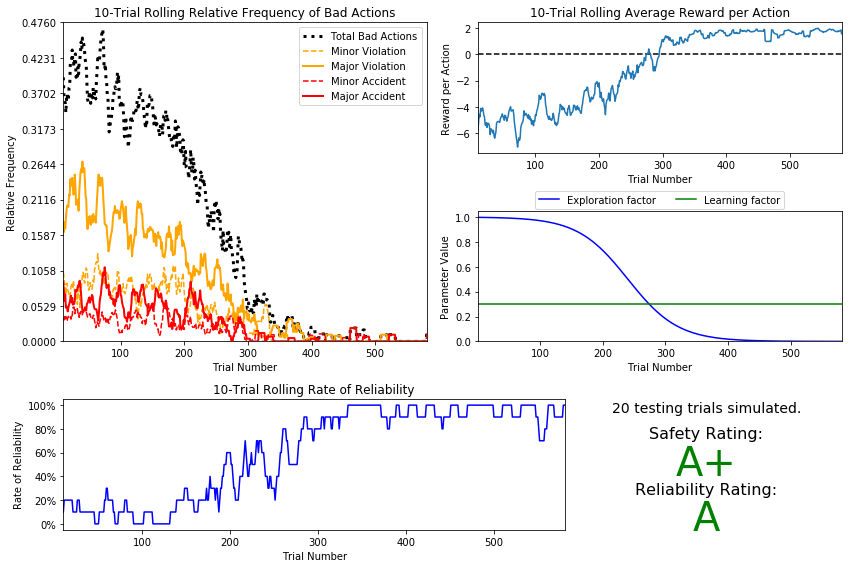 10-Trial Rolling Relative Frequency of Bad Actions
Relative Frequency
0.4760
0.4231
0.3702
0.3173
0.2644
0.2116
0.1587
0.1058
0.0529
0.0000
Total Bad Actions
Minor Violation
Major Violation
Minor Accident
Major Accident
100 200 300 400 500
Trial Number
10-Trial Rolling Average Reward per Action
Reward per Action
2
0
−2
−4
−6
100 200 300 400 500
Trial Number
Exploration factor Learning factor
Parameter Value
1.0
0.8
0.6
0.4
0.2
0.0
100 200 300 400 500
Trial Number
10-Trial Rolling Rate of Reliability
Rate of Reliability
100%
80%
60%
40%
20%
0%
100 200 300 400 500
Trial Number
20 testing trials simulated.
Safety Rating:
A+
Reliability Rating:
A